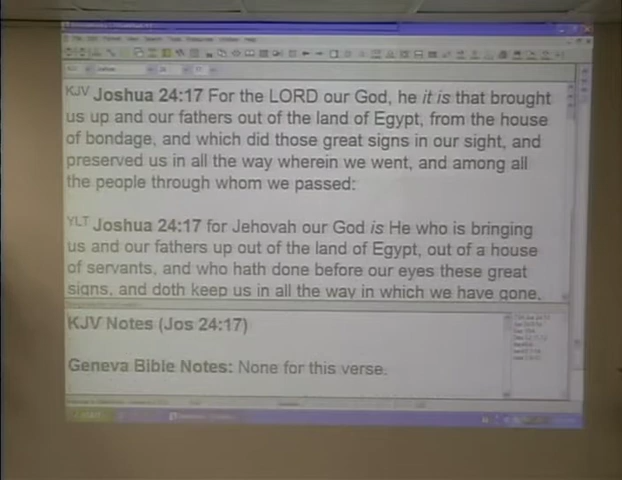 KJV Joshua 24:17 For the LORD our God, he it is that brought
us up and our fathers out of the land of Egypt, from the house
of bondage, and which did those great signs in our sight, and
preserved us in all the way wherein we went, and among all
the people through whom we passed:
YLT Joshua 24:17 for Jehovah our God is He who is bringing
us and our fathers up out of the land of Egypt, out of a house
of servants, and who hath done before our eyes these great
signs, and doth keep us in all the way in which we have gone,
KJV Notes (Jos 24:17)
Geneva Bible Notes: None for this verse.